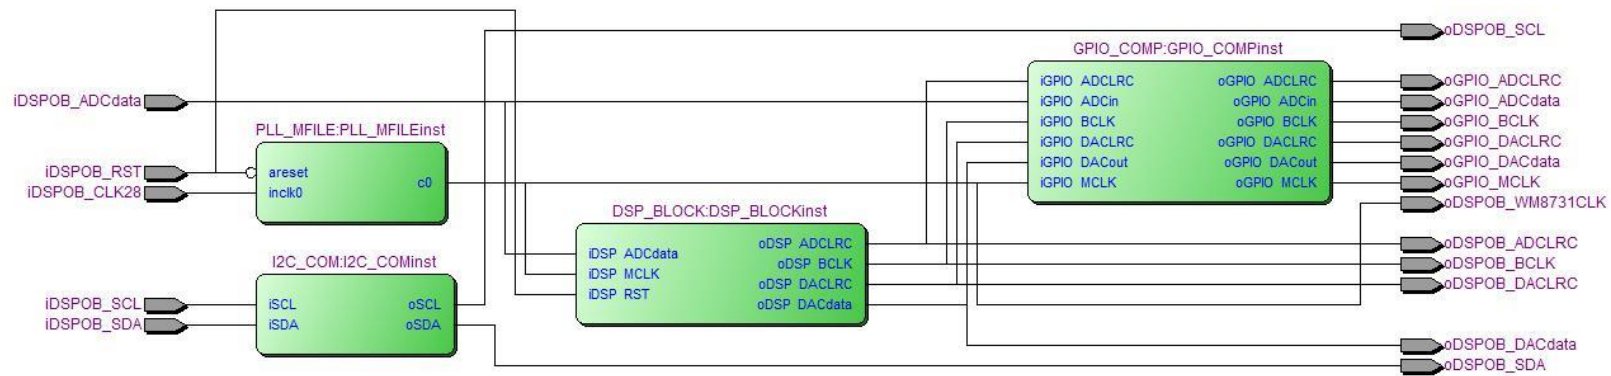 oDSPOB_SCL
GPIO_COMP:GPIO_COMPinst
iGPIO ADCLRC oGPIO ADCLRC oGPIO_ADCLRC
iDSPOB_ADCdata iGPIO ADCin oGPIO ADCin oGPIO_ADCdata
PLL_MFILE:PLL_MFILEinst iGPIO BCLK oGPIO BCLK oGPIO_BCLK
iGPIO DACLRC oGPIO DACLRC oGPIO_DACLRC
iGPIO DACout oGPIO DACout oGPIO_DACdata
iDSPOB_RST areset
c0 iGPIO MCLK oGPIO MCLK oGPIO_MCLK
iDSPOB_CLK28 inclk0
oDSPOB_WM8731CLK
DSP_BLOCK:DSP_BLOCKinst
oDSP ADCLRC oDSPOB_ADCLRC
iDSP ADCdata
I2C_COM:I2C_COMinst oDSP BCLK oDSPOB_BCLK
iDSP MCLK
oDSP DACLRC oDSPOB_DACLRC
iDSP RST
iDSPOB_SCL iSCL oSCL oDSP DACdata
iDSPOB_SDA iSDA oSDA
oDSPOB_DACdata
oDSPOB_SDA